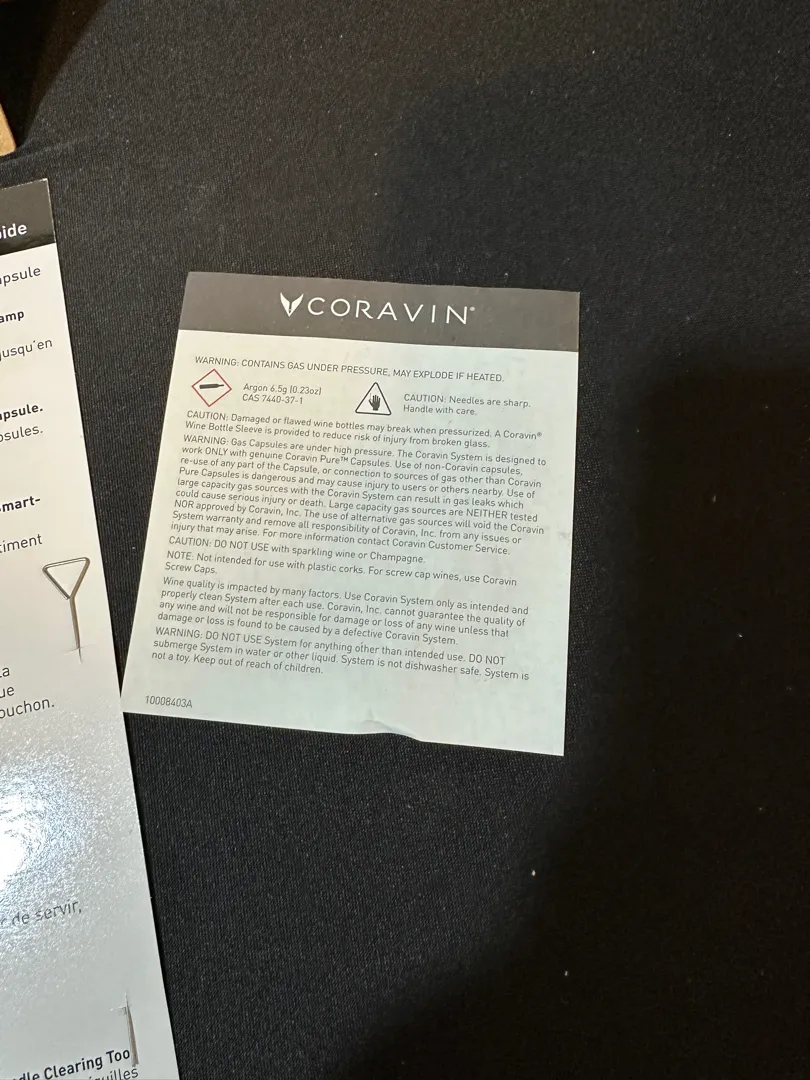 ide
apsule
amp
usqu'en
apsule.
osules.
mart-
timent
La
ue
ouchon.
de servir,
dle Clearing Too
uilles
CORAVIN®
WARNING: CONTAINS GAS UNDER PRESSURE, MAY EXPLODE IF HEATED.
Argon 6.5g (0.23oz)
CAS 7440-37-1
CAUTION: Needles are sharp.
Handle with care.
CAUTION: Damaged or flawed wine bottles may break when pressurized. A Coravin®
Wine Bottle Sleeve is provided to reduce risk of injury from broken glass.
WARNING: Gas Capsules are under high pressure. The Coravin System is designed to
work ONLY with genuine Coravin Pure™ Capsules. Use of non-Coravin capsules,
re-use of any part of the Capsule, or connection to sources of gas other than Coravin
Pure Capsules is dangerous and may cause injury to users or others nearby. Use of
large capacity gas sources with the Coravin System can result in gas leaks which
could cause serious injury or death. Large capacity gas sources are NEITHER tested
NOR approved by Coravin, Inc. The use of alternative gas sources will void the Coravin
System warranty and remove all responsibility of Coravin, Inc. from any issues or
injury that may arise. For more information contact Coravin Customer Service.
CAUTION: DO NOT USE with sparkling wine or Champagne.
NOTE: Not intended for use with plastic corks. For screw cap wines, use Coravin
Screw Caps.
Wine quality is impacted by many factors. Use Coravin System only as intended and
properly clean System after each use. Coravin, Inc. cannot guarantee the quality of
any wine and will not be responsible for damage or loss of any wine unless that
damage or loss is found to be caused by a defective Coravin System.
WARNING: DO NOT USE System for anything other than intended use. DO NOT
submerge System in water or other liquid. System is not dishwasher safe. System is
not a toy. Keep out of reach of children.
10008403A